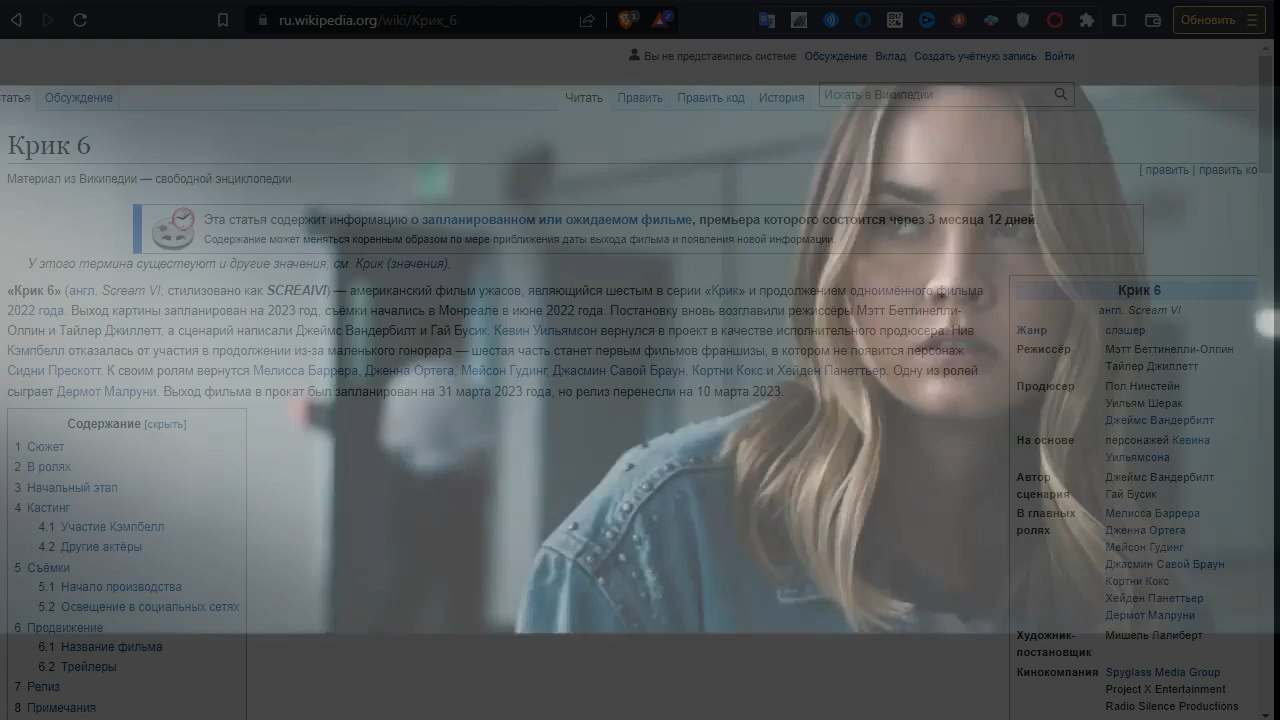 ru.wikipedia.org/wiki/Крик_6
Обновить
Вы не представились системе Обсуждение Вклад Создать учётную запись Войти
татья Обсуждение Читать Править Править код История Искать в Википедии
Крик 6
[ править | править ко
Материал из Википедии — свободной энциклопедии
Эта статья содержит информацию о запланированном или ожидаемом фильме, премьера которого состоится через 3 месяца 12 дней.
Содержание может меняться коренным образом по мере приближения даты выхода фильма и появления новой информации.
У этого термина существуют и другие значения, см. Крик (значения).
«Крик 6» (англ. Scream VI, стилизовано как SCREAMVI) — американский фильм ужасов, являющийся шестым в серии «Крик» и продолжением одноимённого фильма
2022 года. Выход картины запланирован на 2023 год, съёмки начались в Монреале в июне 2022 года. Постановку вновь возглавили режиссёры Мэтт Беттинелли-
Олпин и Тайлер Джиллетт, а сценарий написали Джеймс Вандербилт и Гай Бусик. Кевин Уильямсон вернулся в проект в качестве исполнительного продюсера. Нив
Кэмпбелл отказалась от участия в продолжении из-за маленького гонорара — шестая часть станет первым фильмов франшизы, в котором не появится персонаж
Сидни Прескотт. К своим ролям вернутся Мелисса Баррера, Дженна Ортега, Мейсон Гудинг, Джасмин Савой Браун, Кортни Кокс и Хейден Панеттьер. Одну из ролей
сыграет Дермот Малруни. Выход фильма в прокат был запланирован на 31 марта 2023 года, но релиз перенесли на 10 марта 2023.
Содержание [скрыть]
1 Сюжет
2 В ролях
3 Начальный этап
4 Кастинг
4.1 Участие Кэмпбелл
4.2 Другие актёры
5 Съёмки
5.1 Начало производства
5.2 Освещение в социальных сетях
6 Продвижение
6.1 Название фильма
6.2 Трейлеры
7 Релиз
8 Примечания
Крик 6
англ. Scream VI
Жанр слэшер
Режиссёр Мэтт Беттинелли-Олпин
Тайлер Джиллетт
Продюсер Пол Нинстейн
Уильям Шерак
Джеймс Вандербилт
На основе персонажей Кевина
Уильямсона
Автор Джеймс Вандербилт
сценария Гай Бусик
В главных Мелисса Баррера
ролях Дженна Ортега
Мейсон Гудинг
Джасмин Савой Браун
Кортни Кокс
Хейден Панеттьер
Дермот Малруни
Художник- Мишель Лалиберт
постановщик
Кинокомпания Spyglass Media Group
Project X Entertainment
Radio Silence Productions